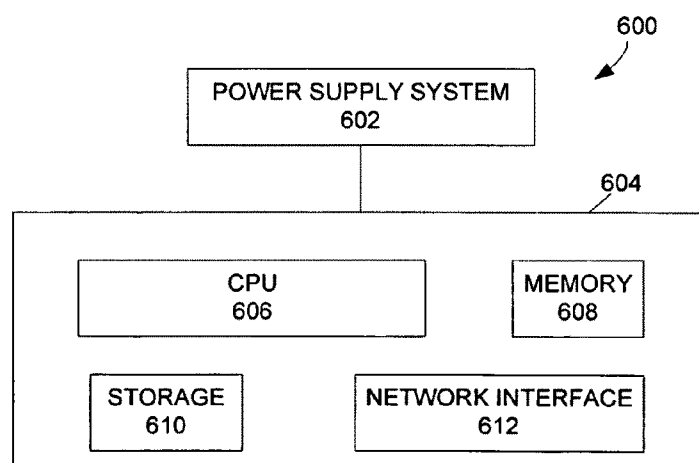 600
POWER SUPPLY SYSTEM
602
604
CPU
606
MEMORY
608
STORAGE
610
NETWORK INTERFACE
612